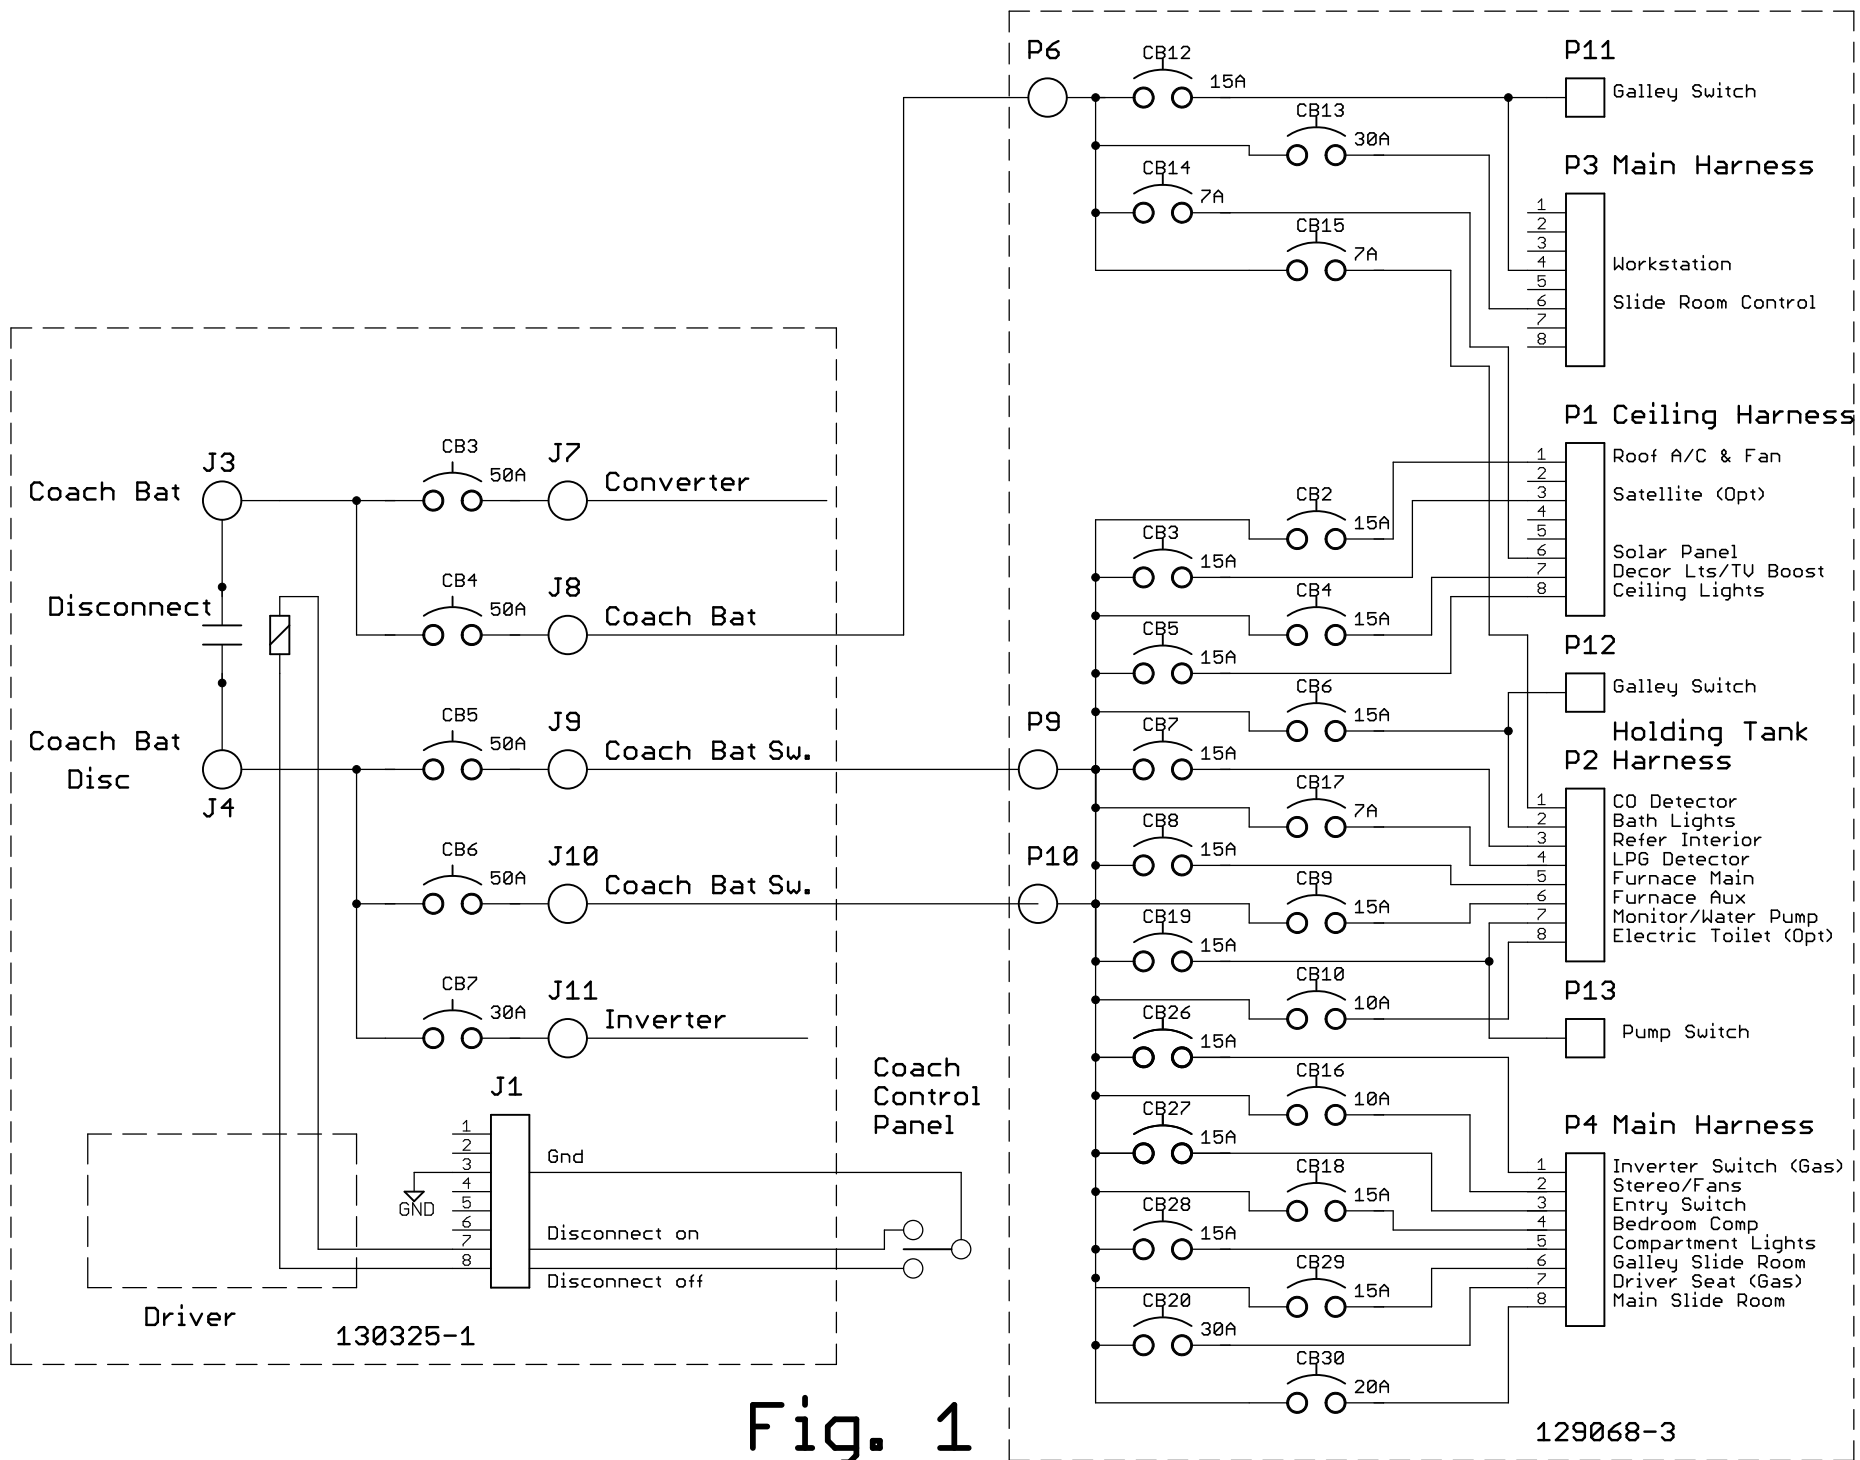 P6
CB12
15A
P11
Galley Switch
CB13
30A
P3 Main Harness
CB14
7A
CB15
7A
1
2
3
4
5
6
7
8
Workstation
Slide Room Control
P1 Ceiling Harness
1
2
3
4
5
6
7
8
Roof A/C & Fan
Satellite (Opt)
Solar Panel
Decor Lts/TV Boost
Ceiling Lights
CB2
15A
CB3
15A
CB4
15A
CB5
15A
P12
Galley Switch
CB6
15A
P9
CB7
15A
Holding Tank
P2 Harness
CB17
7A
CB8
15A
P10
CB9
15A
CB19
15A
1
2
3
4
5
6
7
8
CO Detector
Bath Lights
Refer Interior
LPG Detector
Furnace Main
Furnace Aux
Monitor/Water Pump
Electric Toilet (Opt)
CB10
10A
P13
Pump Switch
CB26
15A
CB16
10A
CB27
15A
P4 Main Harness
CB18
15A
CB28
15A
CB29
15A
CB20
30A
CB30
20A
1
2
3
4
5
6
7
8
Inverter Switch (Gas)
Stereo/Fans
Entry Switch
Bedroom Comp
Compartment Lights
Galley Slide Room
Driver Seat (Gas)
Main Slide Room
129068-3
Coach Bat
J3
CB3
50A
J7
Converter
Disconnect
CB4
50A
J8
Coach Bat
Coach Bat
Disc
J4
CB5
50A
J9
Coach Bat Sw.
CB6
50A
J10
Coach Bat Sw.
CB7
30A
J11
Inverter
J1
1
2
3
4
5
6
7
8
GND
Gnd
Disconnect on
Disconnect off
Coach
Control
Panel
Driver
130325-1
Fig. 1